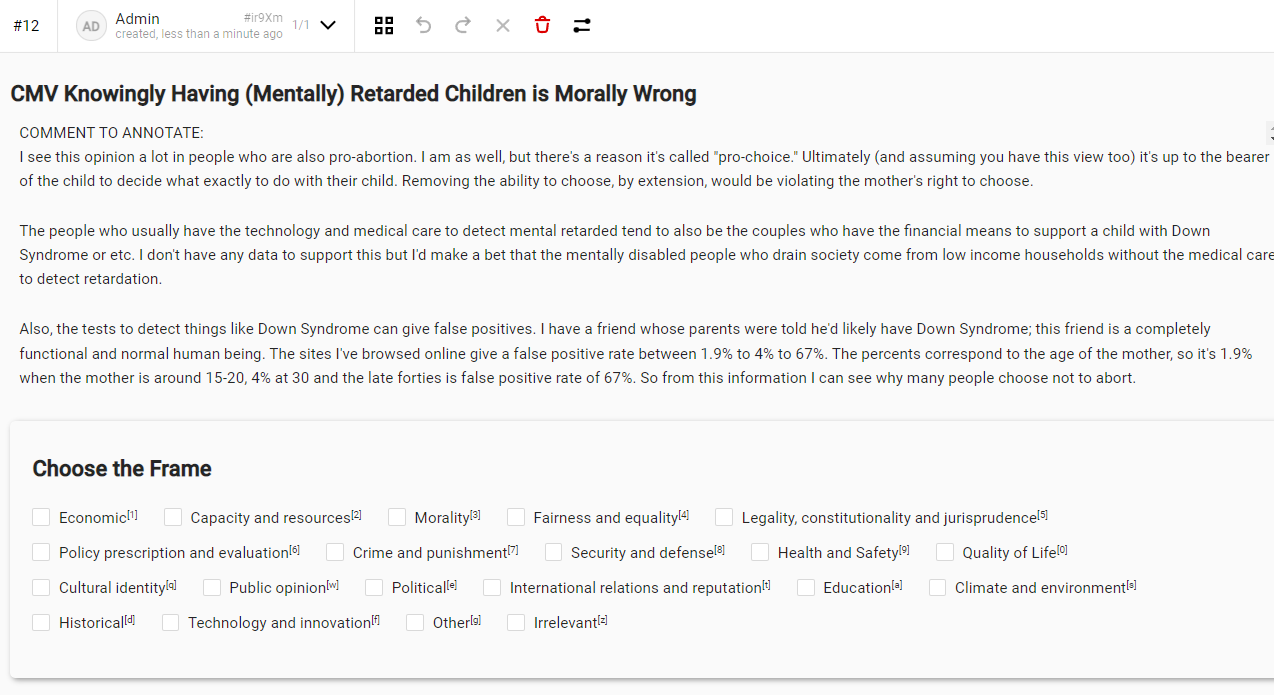 #12
AD
Admin
#ir9Xm
created, less than a minute ago
1/1
CMV Knowingly Having (Mentally) Retarded Children is Morally Wrong
COMMENT TO ANNOTATE:
I see this opinion a lot in people who are also pro-abortion. I am as well, but there's a reason it's called "pro-choice." Ultimately (and assuming you have this view too) it's up to the bearer
of the child to decide what exactly to do with their child. Removing the ability to choose, by extension, would be violating the mother's right to choose.
The people who usually have the technology and medical care to detect mental retarded tend to also be the couples who have the financial means to support a child with Down
Syndrome or etc. I don't have any data to support this but I'd make a bet that the mentally disabled people who drain society come from low income households without the medical care
to detect retardation.
Also, the tests to detect things like Down Syndrome can give false positives. I have a friend whose parents were told he'd likely have Down Syndrome; this friend is a completely
functional and normal human being. The sites I've browsed online give a false positive rate between 1.9% to 4% to 67%. The percents correspond to the age of the mother, so it's 1.9%
when the mother is around 15-20, 4% at 30 and the late forties is false positive rate of 67%. So from this information I can see why many people choose not to abort.
Choose the Frame
Economic[1] Capacity and resources[2] Morality[3] Fairness and equality[4] Legality, constitutionality and jurisprudence[5]
Policy prescription and evaluation[6] Crime and punishment[7] Security and defense[8] Health and Safety[9] Quality of Life[0]
Cultural identity[q] Public opinion[w] Political[e] International relations and reputation[t] Education[a] Climate and environment[s]
Historical[d] Technology and innovation[f] Other[g] Irrelevant[z]